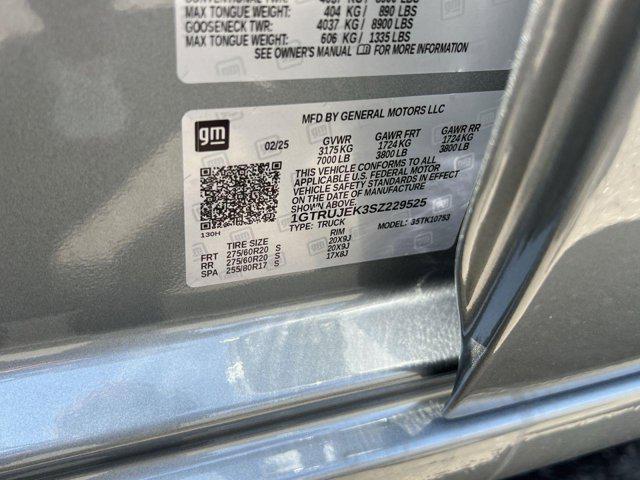 CONVENTIONAL TWR: 4037 KG / 8900 LBS
MAX TONGUE WEIGHT: 404 KG / 890 LBS
GOOSENECK TWR: 4037 KG / 8900 LBS
MAX TONGUE WEIGHT: 606 KG / 1335 LBS
SEE OWNER'S MANUAL FOR MORE INFORMATION
MFD BY GENERAL MOTORS LLC
gm
02/25
GVWR GAWR FRT GAWR RR
3175 KG 1724 KG 1724 KG
7000 LB 3800 LB 3800 LB
THIS VEHICLE CONFORMS TO ALL
APPLICABLE U.S. FEDERAL MOTOR
VEHICLE SAFETY STANDARDS IN EFFECT
ON THE DATE OF MANUFACTURE
SHOWN ABOVE.
1GTRUJEK3SZ229525
TYPE: TRUCK MODEL: 35TK10753
130H
TIRE SIZE RIM
FRT 275/60R20 S 20X9J
RR 275/60R20 S 20X9J
SPA 255/80R17 S 17X8J